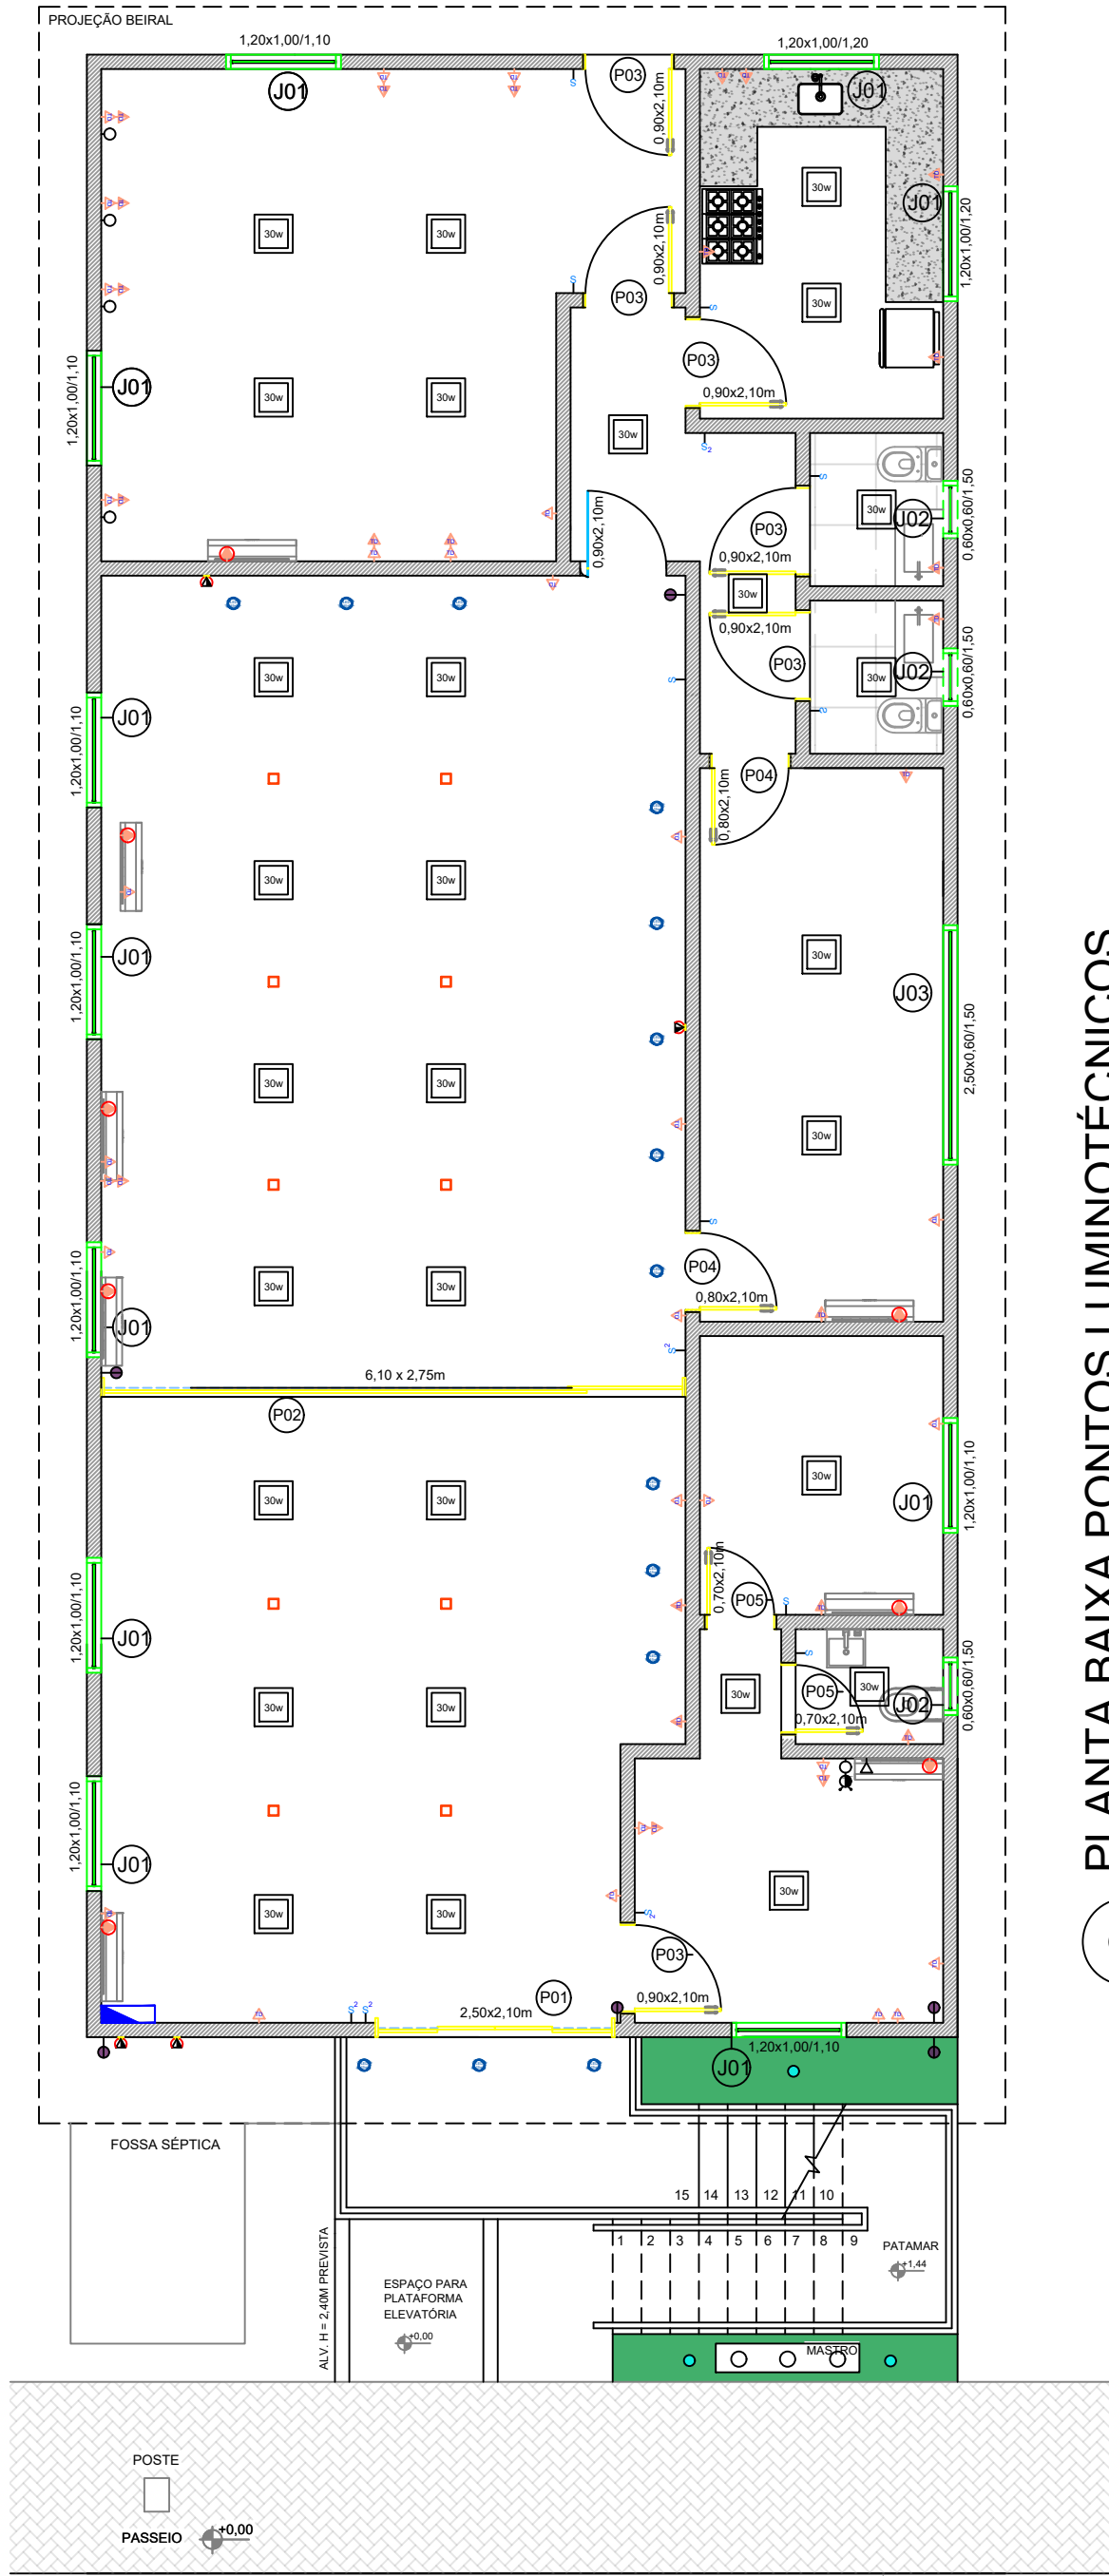 PROJEÇÃO BEIRAL
1,20x1,00/1,10
1,20x1,00/1,20
J01
P03
J01
0,90x2,10m
30w
J01
1,20x1,00/1,20
30w
30w
0,90x2,10m
P03
S
S
S
30w
P03
1,20x1,00/1,10
J01
30w
30w
0,90x2,10m
30w
S2
S
0,90x2,10m
P03
30w
J02
0,60x0,60/1,50
0,90x2,10m
30w
0,90x2,10m
P03
30w
J02
0,60x0,60/1,50
S
S
30w
30w
1,20x1,00/1,10
J01
P04
0,80x2,10m
30w
30w
1,20x1,00/1,10
J01
30w
J03
2,50x0,60/1,50
30w
30w
30w
S
1,20x1,00/1,10
J01
30w
30w
P04
0,80x2,10m
S2
6,10 x 2,75m
P02
30w
30w
30w
J01
1,20x1,00/1,10
1,20x1,00/1,10
J01
0,70x2,10m
P05
S
S
30w
30w
30w
P05
30w
J02
0,60x0,60/1,50
0,70x2,10m
1,20x1,00/1,10
J01
30w
30w
30w
S2
P03
P01
0,90x2,10m
S2
S2
2,50x2,10m
J01
1,20x1,00/1,10
FOSSA SÉPTICA
15 14 13 12 11 10
1 2 3 4 5 6 7 8 9
PATAMAR
+1,44
ALV. H = 2,40M PREVISTA
ESPAÇO PARA
PLATAFORMA
ELEVATÓRIA
+0,00
MASTRO
POSTE
PASSEIO
+0,00
PLANTA BAIXA PONTOS LUMINOTÉCNICOS